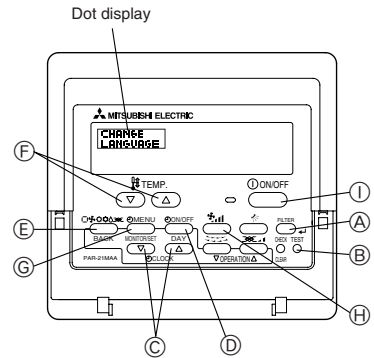 Dot display
MITSUBISHI ELECTRIC
CHANGE
LANGUAGE
F
TEMP.
ON/OFF
I
MENU
ON/OFF
FILTER
A
E
BACK
MONITOR/SET
DAY
CHECK TEST
B
PAR-21MAA
CLOCK
OPERATION
CLEAR
G
C
D
H